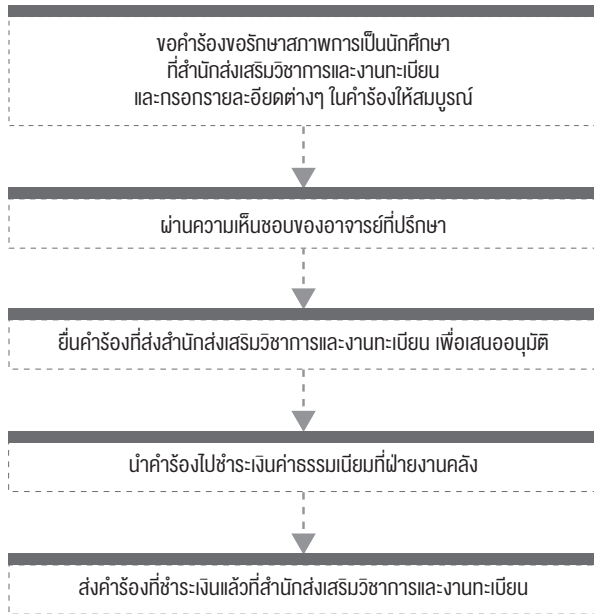 ขอคำร้องขอรักษาสภาพการเป็นนักศึกษา
ที่สำนักส่งเสริมวิชาการและงานทะเบียน
และกรอกรายละอียดต่างๆ ในคำร้องให้สมบูรณ์
ผ่านความเห็นชอบของอาจารย์ที่ปรึกษา
ยื่นคำร้องที่ส่งสำนักส่งเสริมวิชาการและงานทะเบียน เพื่อเสนออนุมัติ
นำคำร้องไปชำระเงินค่าธรรมเนียมที่ฝ่ายงานคลัง
ส่งคำร้องที่ชำระเงินแล้วที่สำนักส่งเสริมวิชาการและงานทะเบียน